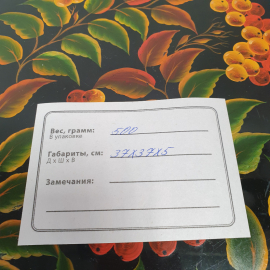 Вес, грамм: 500
В упаковке
Габариты, см: 37х37х5
Д х Ш х В
Замечания: